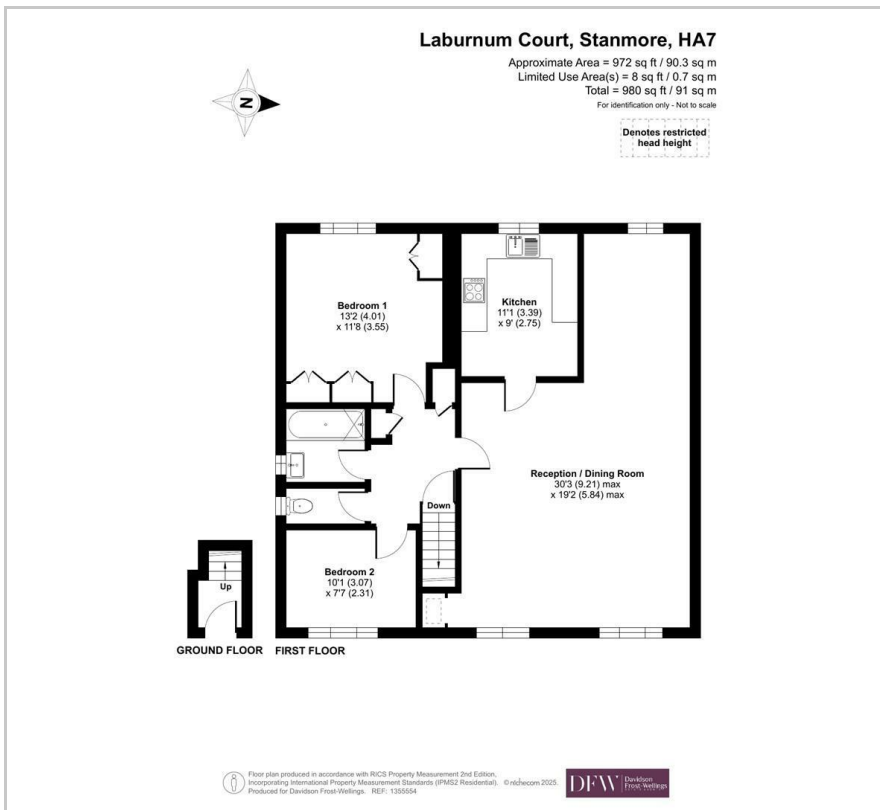 Laburnum Court, Stanmore, HA7
Approximate Area = 972 sq ft / 90.3 sq m
Limited Use Area(s) = 8 sq ft / 0.7 sq m
Total = 980 sq ft / 91 sq m
For identification only - Not to scale
N
Denotes restricted
head height
Bedroom 1
13'2 (4.01)
x 11'8 (3.55)
Kitchen
11'1 (3.39)
x 9' (2.75)
Reception / Dining Room
30'3 (9.21) max
x 19'2 (5.84) max
Down
Bedroom 2
10'1 (3.07)
x 7'7 (2.31)
Up
GROUND FLOOR
FIRST FLOOR
Floor plan produced in accordance with RICS Property Measurement 2nd Edition,
Incorporating International Property Measurement Standards (IPMS2 Residential). © nichecom 2025.
Produced for Davidson Frost-Wellings. REF: 1355554
DFW
Davidson
Frost-Wellings